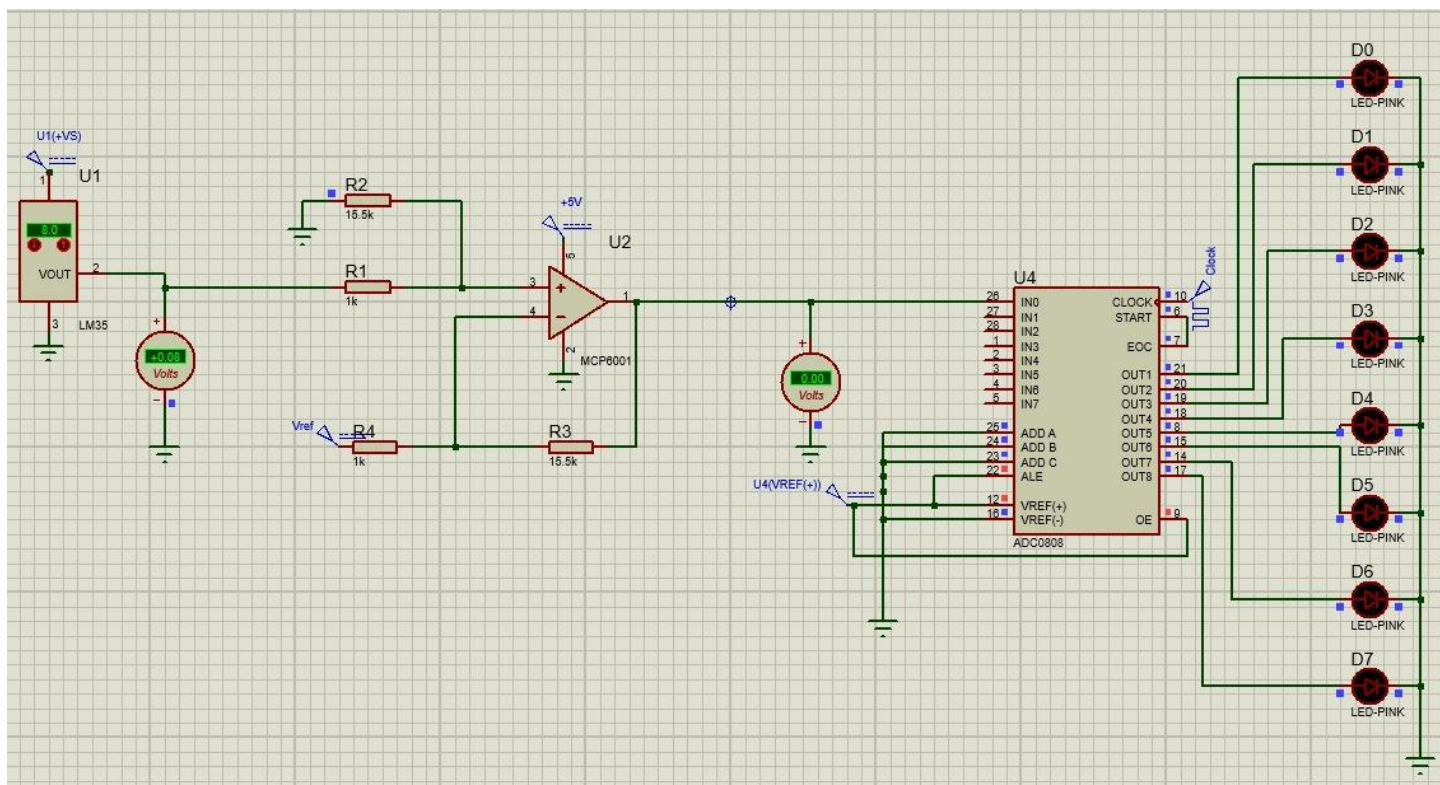 U1(+VS)
1
U1
8.0
VOUT
2
3
LM35
+0.08
Volts
+
−
R2
15.5k
R1
1k
+5V
U2
5
3
+
4
−
1
2
MCP6001
Vref
R4
1k
R3
15.5k
+
0.00
Volts
−
U4
26 IN0 CLOCK 10
27 IN1 START 6
28 IN2
1 IN3 EOC 7
2 IN4
3 IN5 OUT1 21
4 IN6 OUT2 20
5 IN7 OUT3 19
OUT4 18
25 ADD A OUT5 8
24 ADD B OUT6 15
23 ADD C OUT7 14
22 ALE OUT8 17
12 VREF(+)
16 VREF(-) OE 9
ADC0808
U4(VREF(+))
Clock
D0
LED-PINK
D1
LED-PINK
D2
LED-PINK
D3
LED-PINK
D4
LED-PINK
D5
LED-PINK
D6
LED-PINK
D7
LED-PINK